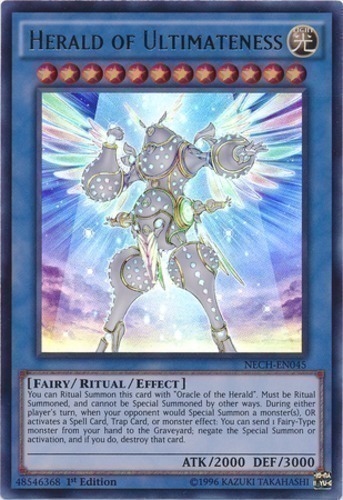 HERALD OF ULTIMATENESS
LIGHT
光
NECH-EN045
[FAIRY/RITUAL/EFFECT]
You can Ritual Summon this card with "Oracle of the Herald". Must be Ritual
Summoned, and cannot be Special Summoned by other ways. During either
player's turn, when your opponent would Special Summon a monster(s), OR
activates a Spell Card, Trap Card, or monster effect: You can send 1 Fairy-Type
monster from your hand to the Graveyard; negate the Special Summon or
activation, and if you do, destroy that card.
ATK/2000 DEF/3000
48546368 1st Edition ©1996 KAZUKI TAKAHASHI